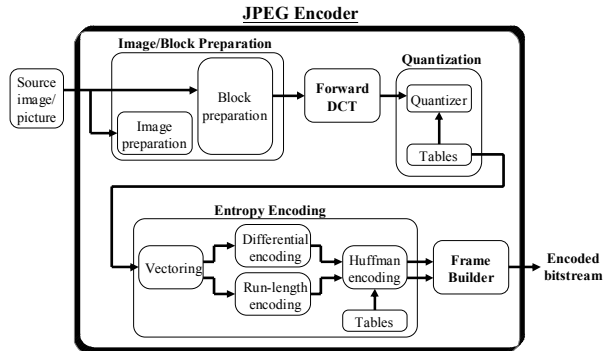 JPEG Encoder
Image/Block Preparation
Quantization
Source
image/
picture
Block
preparation
Image
preparation
Forward
DCT
Quantizer
Tables
Entropy Encoding
Vectoring
Differential
encoding
Run-length
encoding
Huffman
encoding
Tables
Frame
Builder
Encoded
bitstream